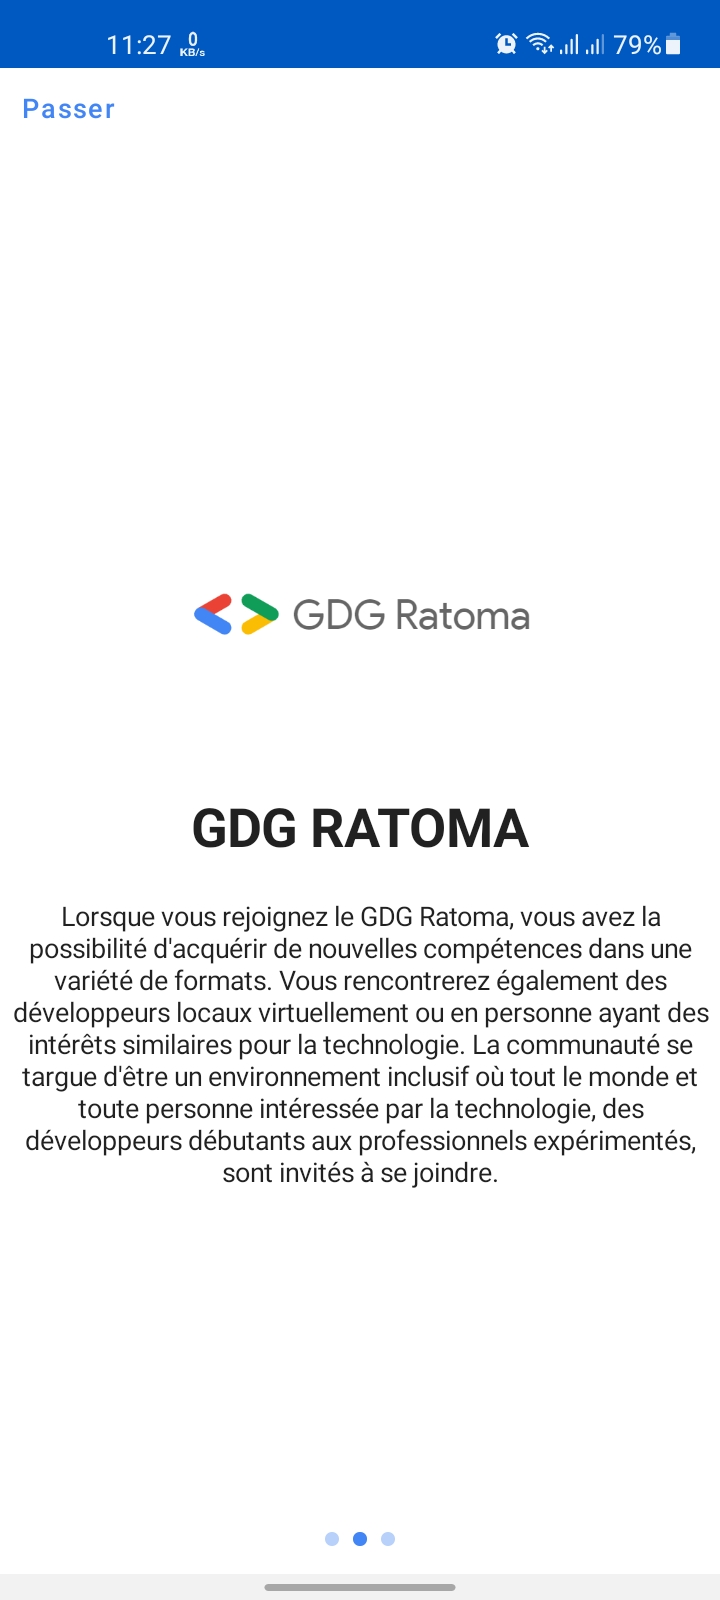 11:27 0 KB/s 79%
Passer
GDG Ratoma
GDG RATOMA
Lorsque vous rejoignez le GDG Ratoma, vous avez la
possibilité d'acquérir de nouvelles compétences dans une
variété de formats. Vous rencontrerez également des
développeurs locaux virtuellement ou en personne ayant des
intérêts similaires pour la technologie. La communauté se
targue d'être un environnement inclusif où tout le monde et
toute personne intéressée par la technologie, des
développeurs débutants aux professionnels expérimentés,
sont invités à se joindre.